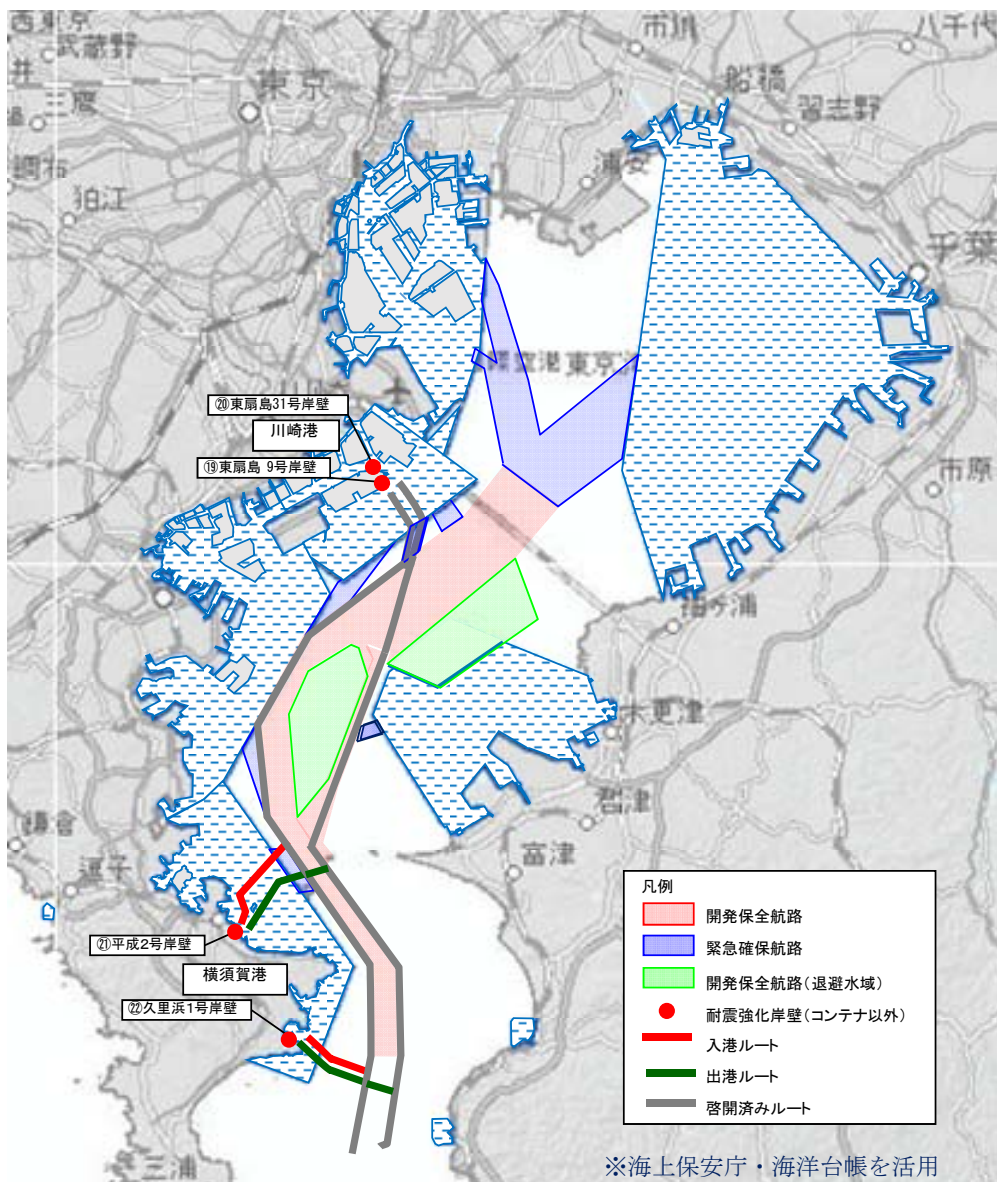 西東京
武蔵野
井
三鷹
調布
狛江
東京
市川
八千代
船橋
習志野
浦安
千葉
空港
東京湾
⑳東扇島31号岸壁
川崎港
⑲東扇島 9号岸壁
市原
袖ケ浦
木更津
君津
富津
鎌倉
逗子
㉑平成2号岸壁
横須賀港
㉒久里浜1号岸壁
三浦
凡例
開発保全航路
緊急確保航路
開発保全航路(退避水域)
耐震強化岸壁(コンテナ以外)
入港ルート
出港ルート
啓開済みルート
※海上保安庁・海洋台帳を活用